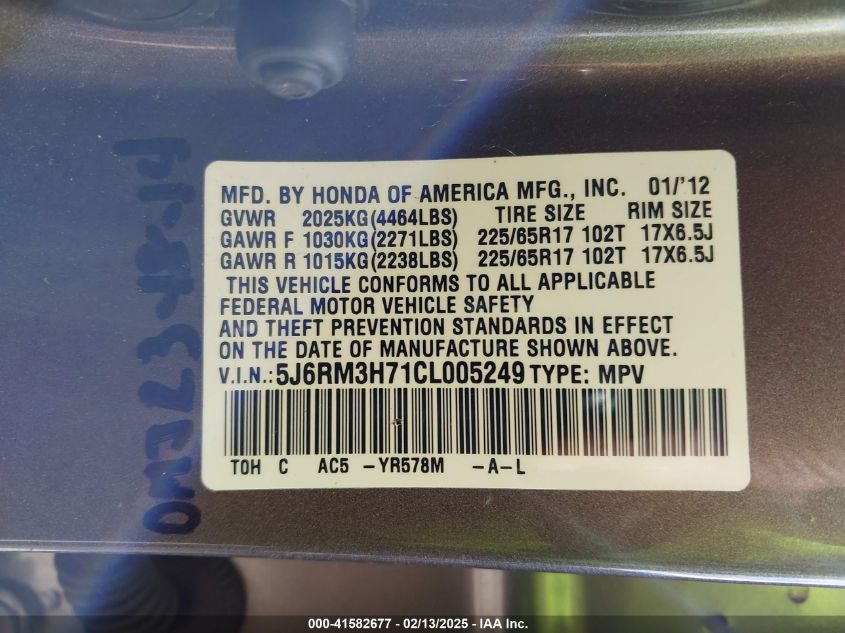 MFD. BY HONDA OF AMERICA MFG., INC. 01/'12
GVWR 2025KG(4464LBS) TIRE SIZE RIM SIZE
GAWR F 1030KG(2271LBS) 225/65R17 102T 17X6.5J
GAWR R 1015KG(2238LBS) 225/65R17 102T 17X6.5J
THIS VEHICLE CONFORMS TO ALL APPLICABLE
FEDERAL MOTOR VEHICLE SAFETY
AND THEFT PREVENTION STANDARDS IN EFFECT
ON THE DATE OF MANUFACTURE SHOWN ABOVE.
V.I.N.: 5J6RM3H71CL005249 TYPE: MPV
TOH C AC5 -YR578M -A-L
000-41582677 - 02/13/2025 - IAA Inc.